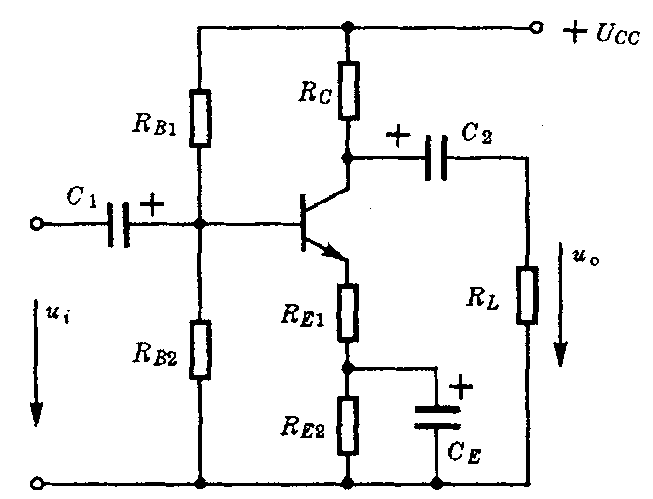 + U_CC
R_C
R_B1
+ C_2
C_1 +
R_L
u_o
u_i
R_E1
R_B2
+
R_E2
C_E